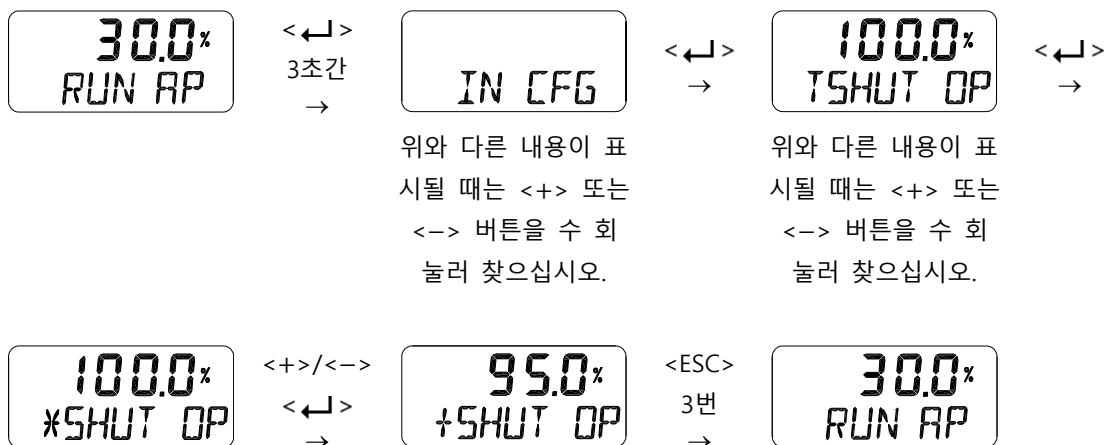 30.0%
RUN AP
<↵>
3초간
→
IN CFG
위와 다른 내용이 표
시될 때는 <+> 또는
<−> 버튼을 수 회
눌러 찾으십시오.
<↵>
→
100.0%
TSHUT OP
위와 다른 내용이 표
시될 때는 <+> 또는
<−> 버튼을 수 회
눌러 찾으십시오.
<↵>
→
100.0%
*SHUT OP
<+>/<−>
<↵>
→
95.0%
+SHUT OP
<ESC>
3번
→
30.0%
RUN AP